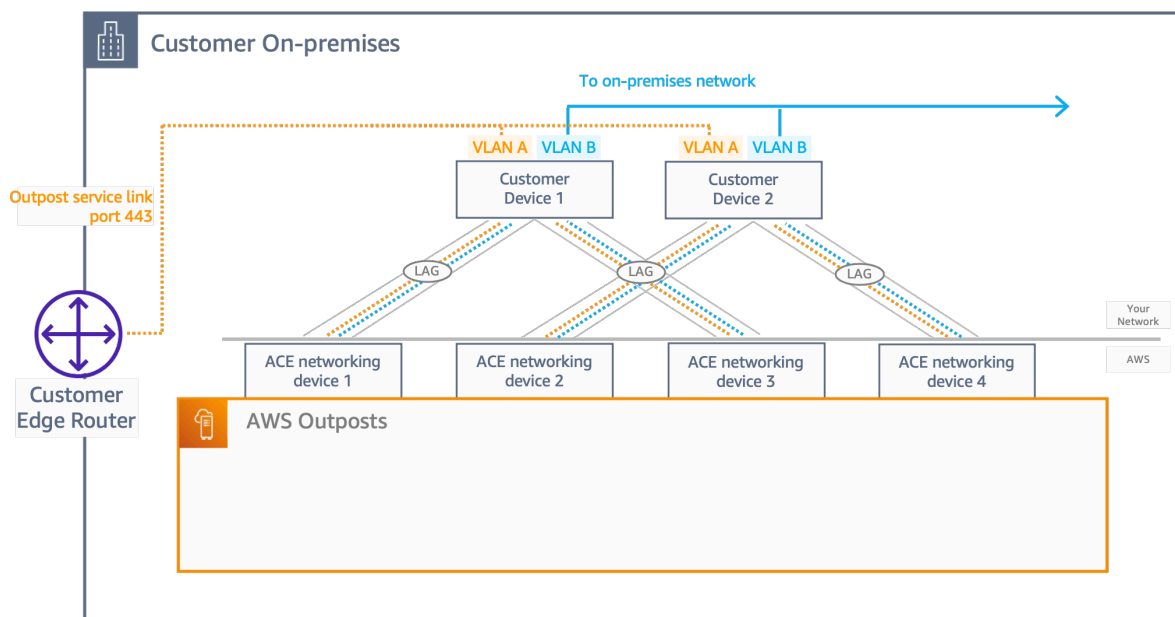 Customer On-premises
To on-premises network
VLAN A
VLAN B
VLAN A
VLAN B
Customer
Device 1
Customer
Device 2
Outpost service link
port 443
LAG
LAG
LAG
Your
Network
AWS
ACE networking
device 1
ACE networking
device 2
ACE networking
device 3
ACE networking
device 4
Customer
Edge Router
AWS Outposts